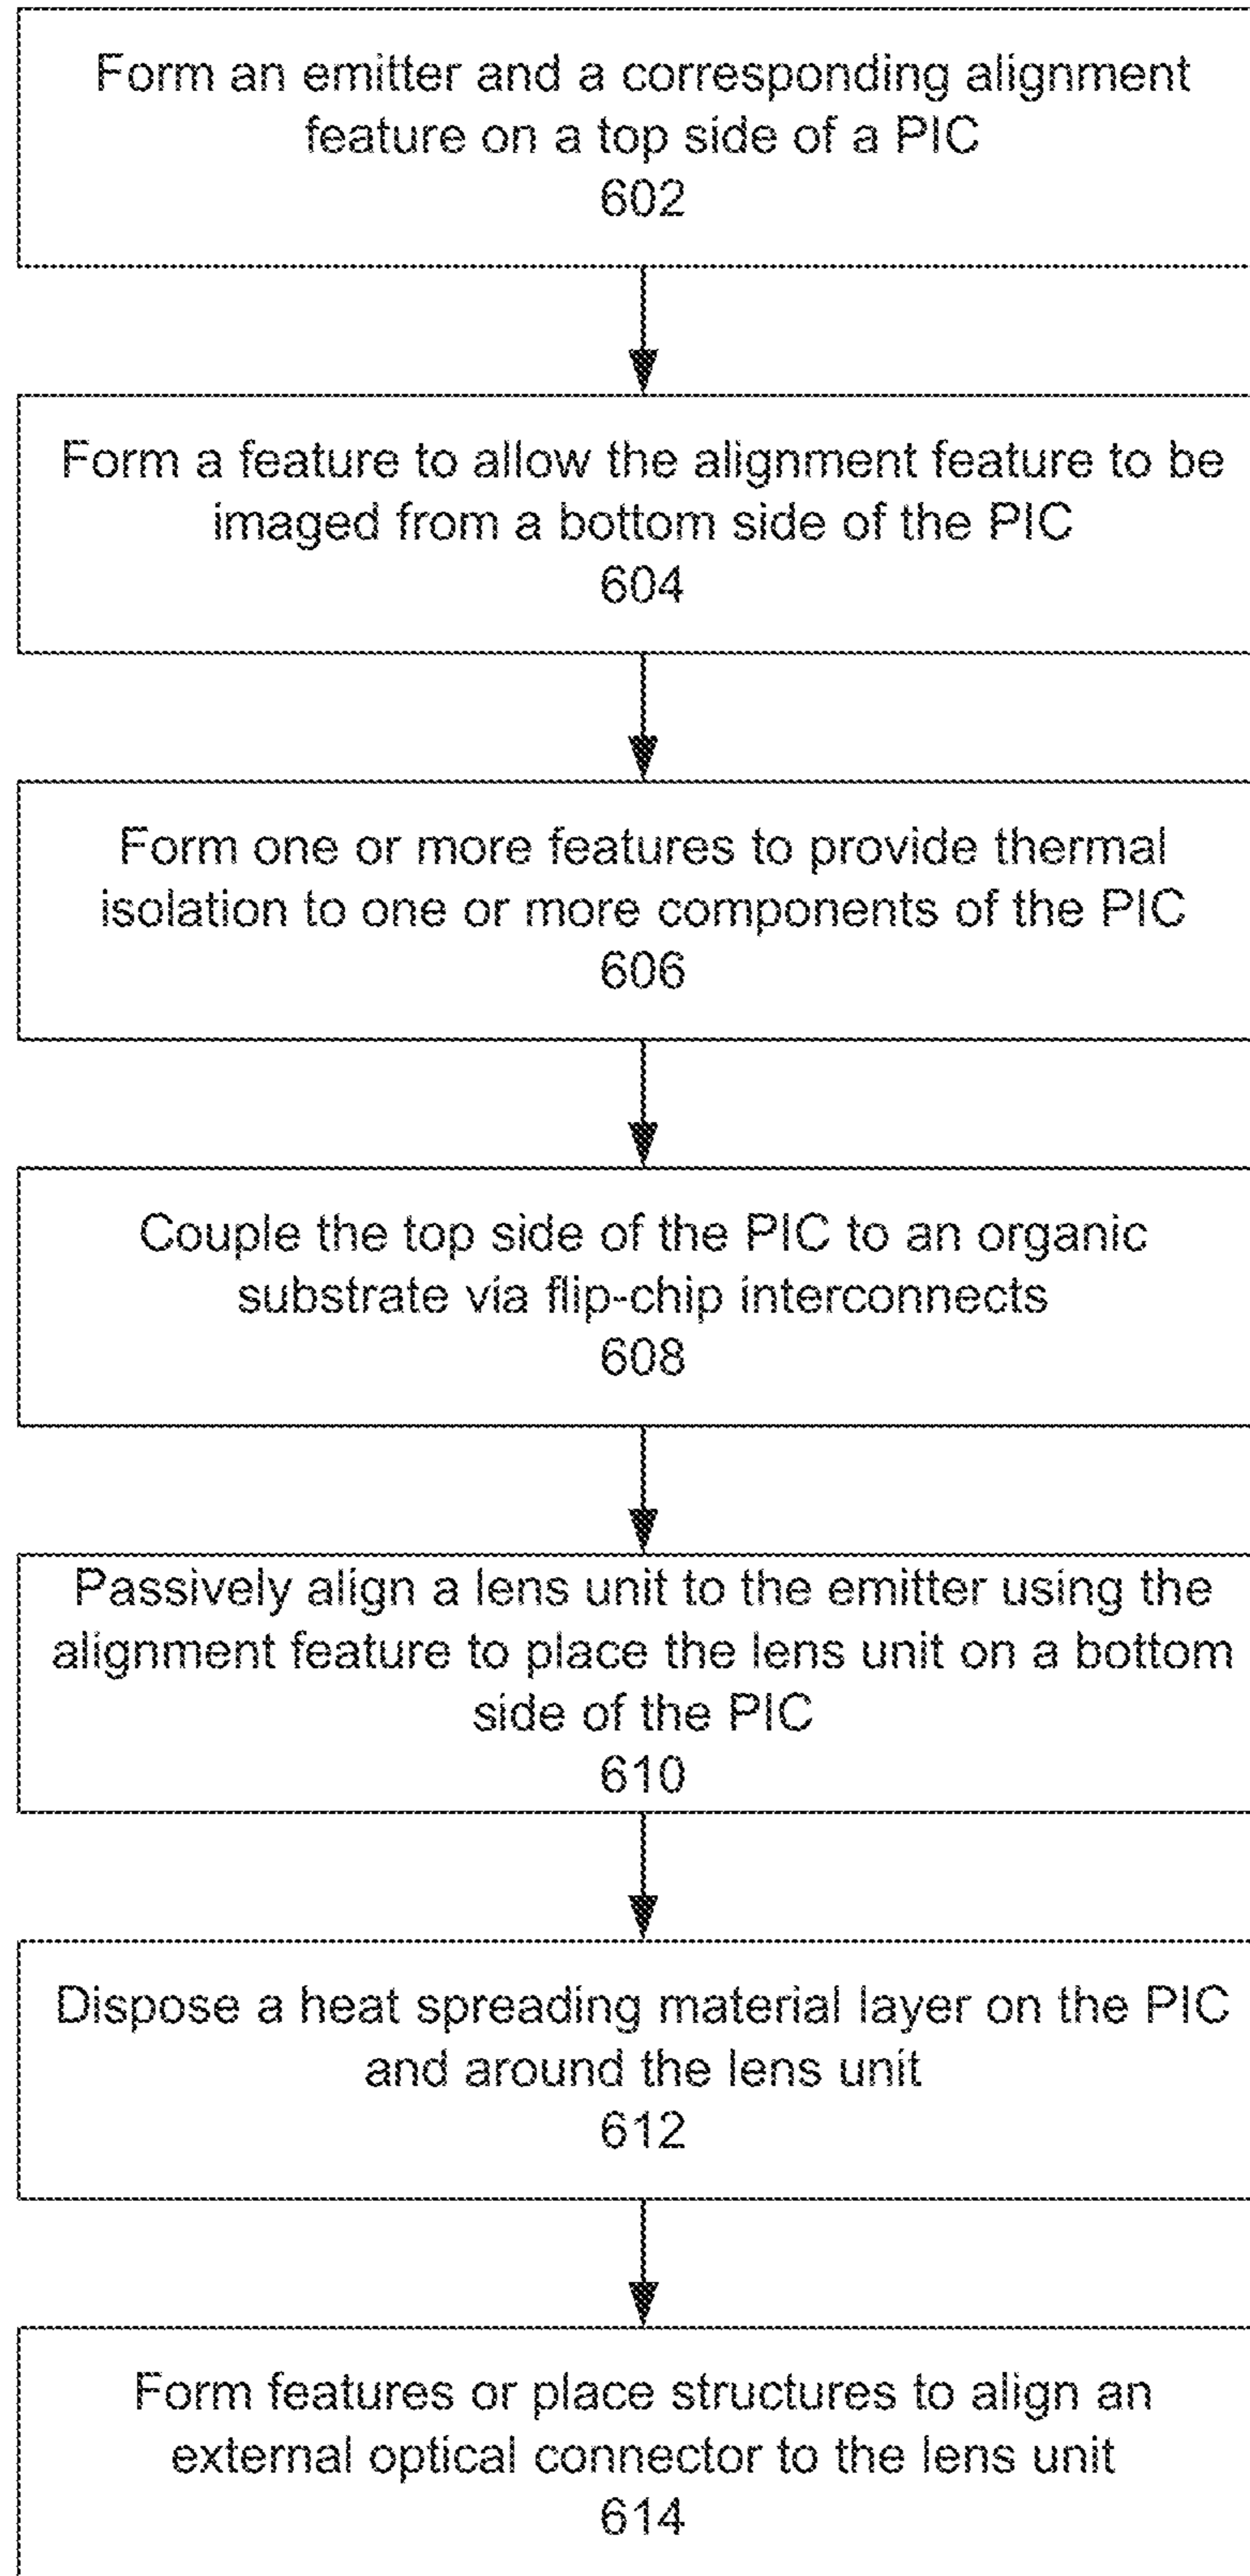 Form an emitter and a corresponding alignment
feature on a top side of a PIC
602
Form a feature to allow the alignment feature to be
imaged from a bottom side of the PIC
604
Form one or more features to provide thermal
isolation to one or more components of the PIC
606
Couple the top side of the PIC to an organic
substrate via flip-chip interconnects
608
Passively align a lens unit to the emitter using the
alignment feature to place the lens unit on a bottom
side of the PIC
610
Dispose a heat spreading material layer on the PIC
and around the lens unit
612
Form features or place structures to align an
external optical connector to the lens unit
614